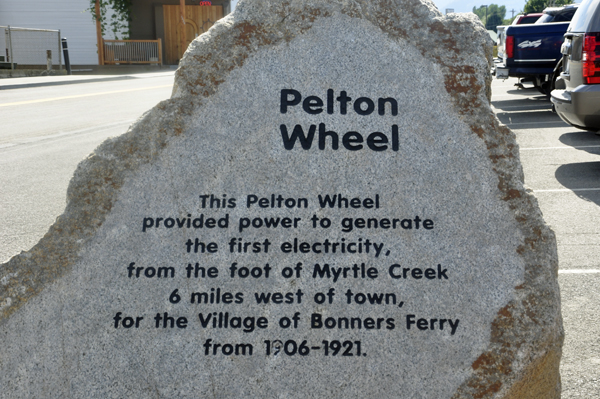 Pelton
Wheel
This Pelton Wheel
provided power to generate
the first electricity,
from the foot of Myrtle Creek
6 miles west of town,
for the Village of Bonners Ferry
from 1906-1921.
4X4